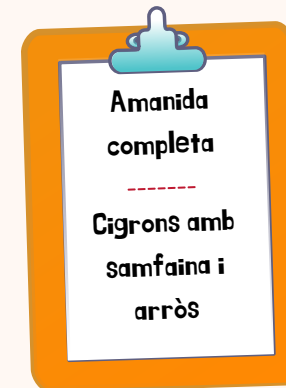 Amanida
completa
-------
Cigrons amb
samfaina i
arròs